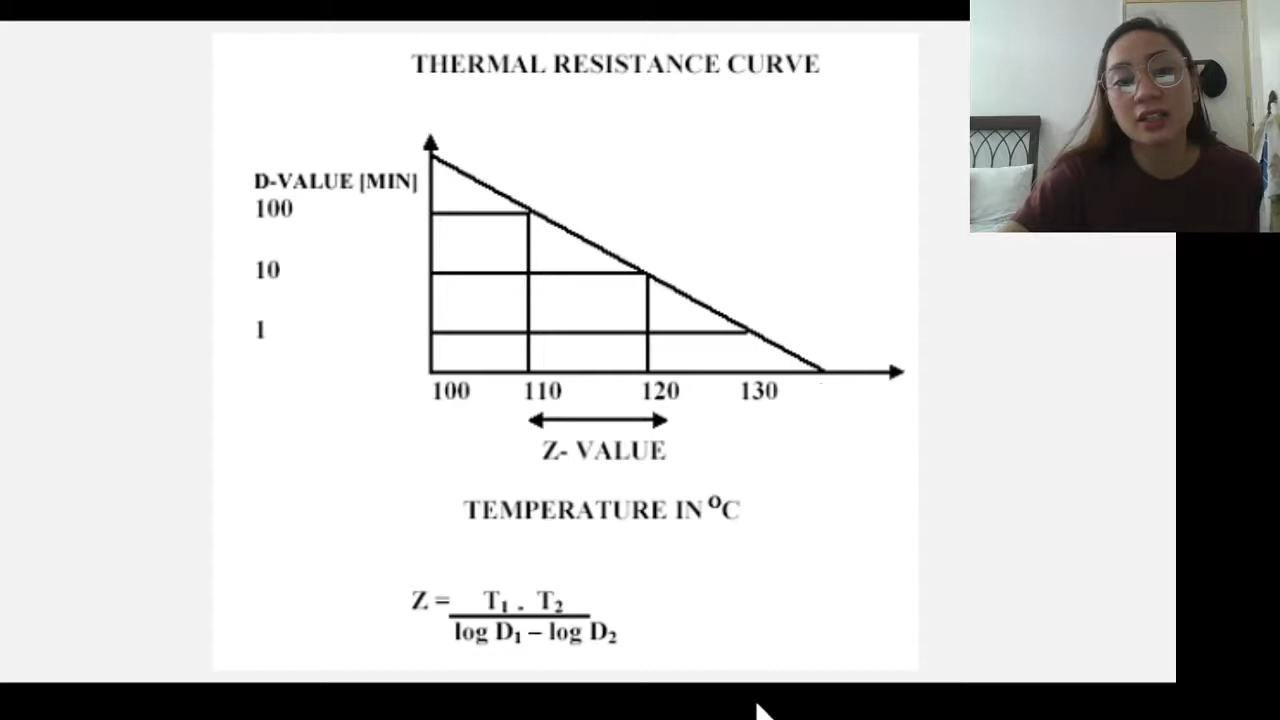 THERMAL RESISTANCE CURVE
D-VALUE [MIN]
100
10
1
100 110 120 130
Z- VALUE
TEMPERATURE IN ⁰C
Z = T₁ . T₂
log D₁ – log D₂